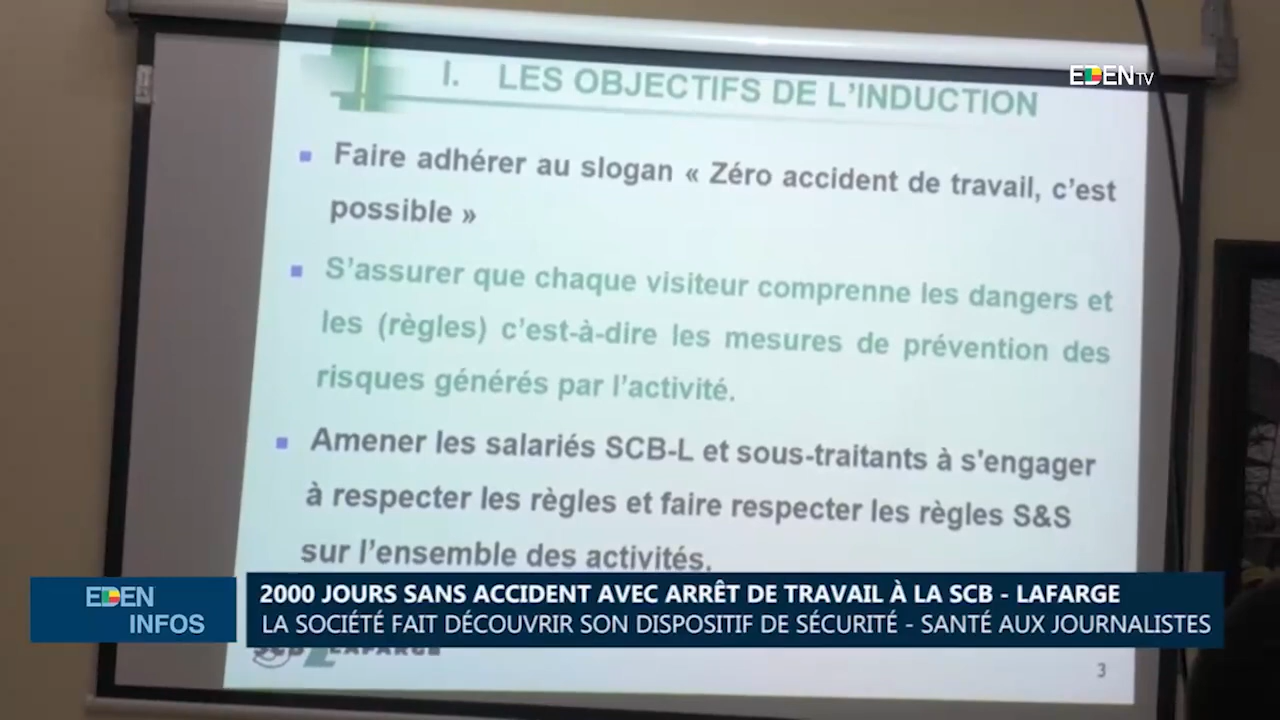 EDEN TV
I. LES OBJECTIFS DE L'INDUCTION
Faire adhérer au slogan « Zéro accident de travail, c'est
possible »
S'assurer que chaque visiteur comprenne les dangers et
les (règles) c'est-à-dire les mesures de prévention des
risques générés par l'activité.
Amener les salariés SCB-L et sous-traitants à s'engager
à respecter les règles et faire respecter les règles S&S
sur l'ensemble des activités.
EDEN
INFOS
2000 JOURS SANS ACCIDENT AVEC ARRÊT DE TRAVAIL À LA SCB - LAFARGE
LA SOCIÉTÉ FAIT DÉCOUVRIR SON DISPOSITIF DE SÉCURITÉ - SANTÉ AUX JOURNALISTES
SCB LAFARGE
3